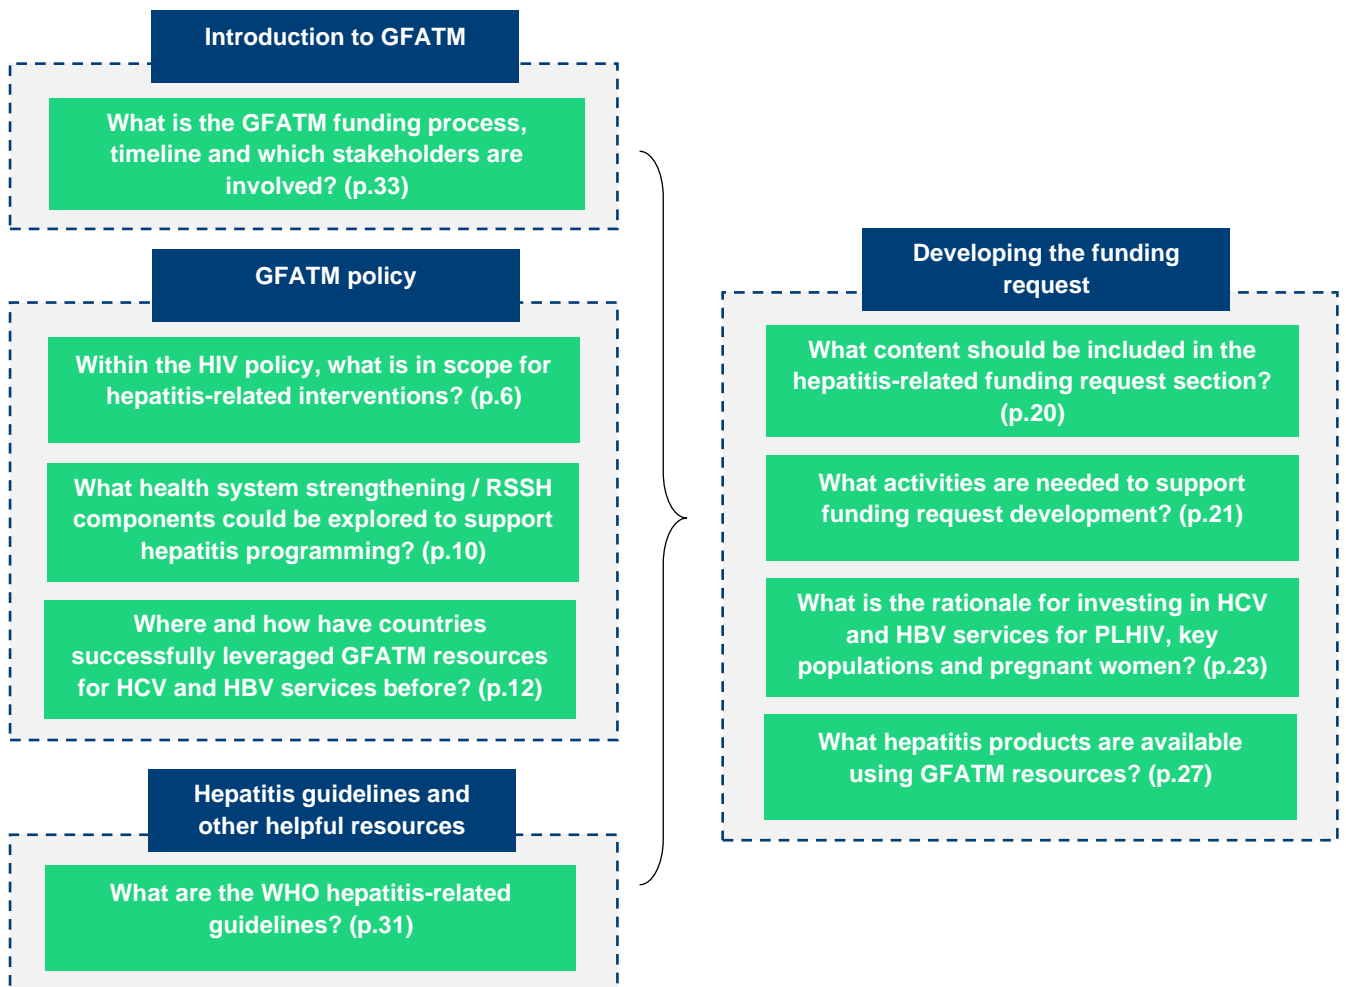 Introduction to GFATM
What is the GFATM funding process,
timeline and which stakeholders are
involved? (p.33)
GFATM policy
Within the HIV policy, what is in scope for
hepatitis-related interventions? (p.6)
What health system strengthening / RSSH
components could be explored to support
hepatitis programming? (p.10)
Where and how have countries
successfully leveraged GFATM resources
for HCV and HBV services before? (p.12)
Hepatitis guidelines and
other helpful resources
What are the WHO hepatitis-related
guidelines? (p.31)
Developing the funding
request
What content should be included in the
hepatitis-related funding request section?
(p.20)
What activities are needed to support
funding request development? (p.21)
What is the rationale for investing in HCV
and HBV services for PLHIV, key
populations and pregnant women? (p.23)
What hepatitis products are available
using GFATM resources? (p.27)